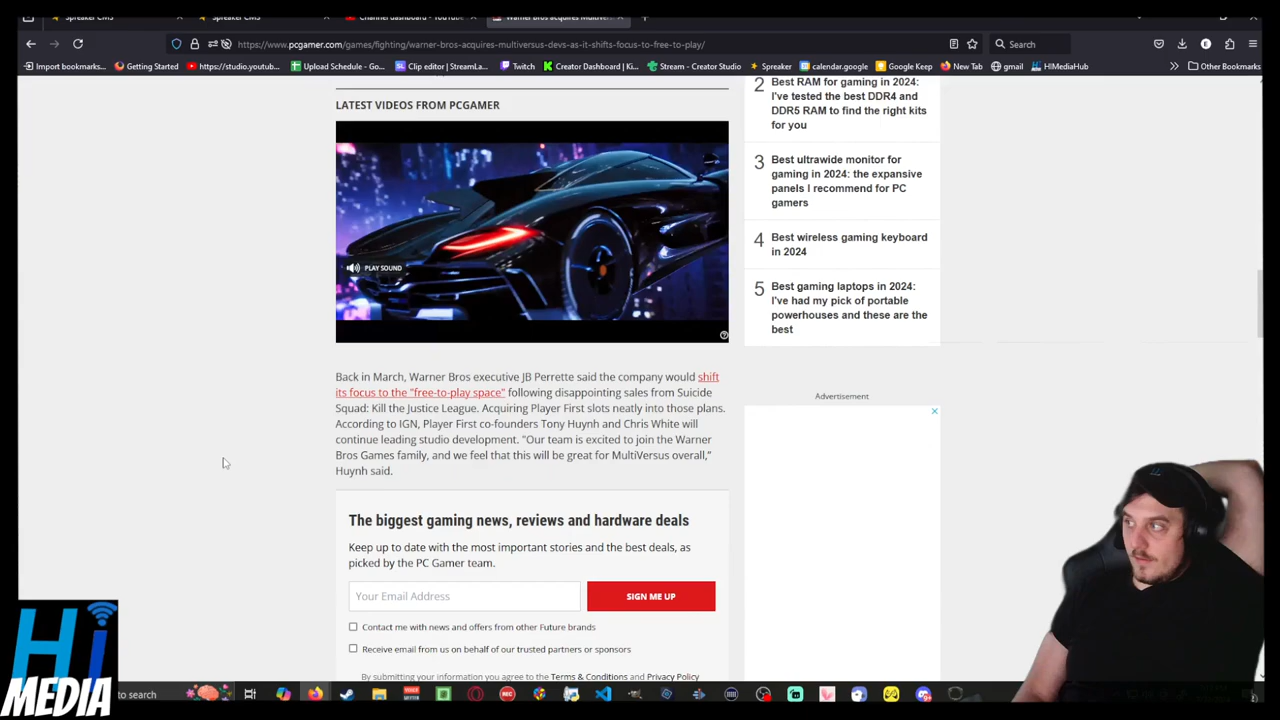 Spreaker CMS
Spreaker CMS
Channel dashboard - YouTube
Warner Bros acquires MultiVers
https://www.pcgamer.com/games/fighting/warner-bros-acquires-multiversus-devs-as-it-shifts-focus-to-free-to-play/
Search
Import bookmarks...
Getting Started
https://studio.youtub...
Upload Schedule - Go...
Clip editor | StreamLa...
Twitch
Creator Dashboard | Ki...
Stream - Creator Studio
Spreaker
calendar.google
Google Keep
New Tab
gmail
HIMediaHub
Other Bookmarks
LATEST VIDEOS FROM PCGAMER
PLAY SOUND
Back in March, Warner Bros executive JB Perrette said the company would shift
its focus to the "free-to-play space" following disappointing sales from Suicide
Squad: Kill the Justice League. Acquiring Player First slots neatly into those plans.
According to IGN, Player First co-founders Tony Huynh and Chris White will
continue leading studio development. "Our team is excited to join the Warner
Bros Games family, and we feel that this will be great for MultiVersus overall,”
Huynh said.
The biggest gaming news, reviews and hardware deals
Keep up to date with the most important stories and the best deals, as
picked by the PC Gamer team.
Your Email Address
SIGN ME UP
Contact me with news and offers from other Future brands
Receive email from us on behalf of our trusted partners or sponsors
By submitting your information you agree to the Terms & Conditions and Privacy Policy
2 Best RAM for gaming in 2024:
I've tested the best DDR4 and
DDR5 RAM to find the right kits
for you
3 Best ultrawide monitor for
gaming in 2024: the expansive
panels I recommend for PC
gamers
4 Best wireless gaming keyboard
in 2024
5 Best gaming laptops in 2024:
I've had my pick of portable
powerhouses and these are the
best
Advertisement
Hi
MEDIA
to search
REC